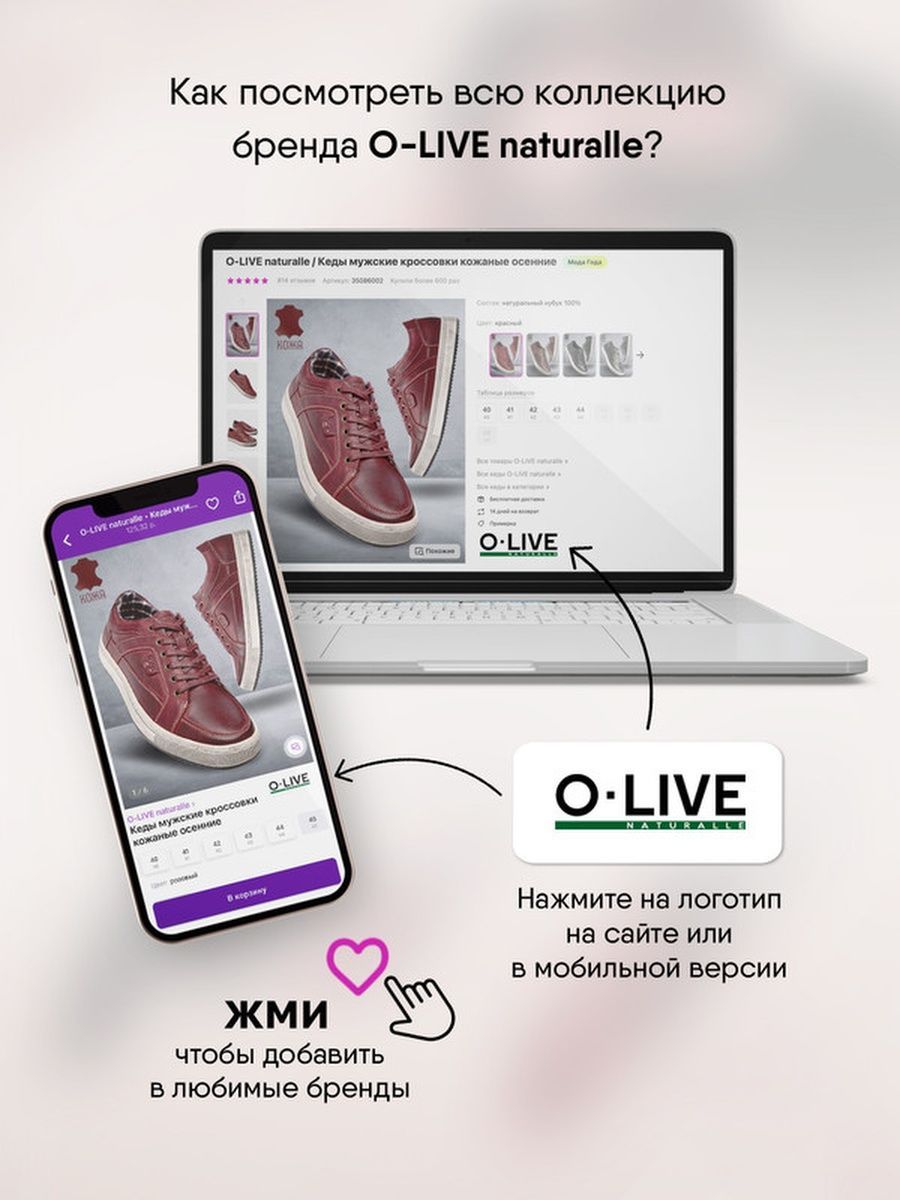 Как посмотреть всю коллекцию
бренда O-LIVE naturalle?
O-LIVE naturalle / Кеды мужские кроссовки кожаные осенние
Мода Года
814 отзывов Артикул: 35086002 Купили более 600 раз
Состав: натуральный нубук 100%
Цвет: красный
КОЖА
Таблица размеров
40 41 42 43 44
Все товары O-LIVE naturalle
Все кеды O-LIVE naturalle
Все кеды в категории
Бесплатная доставка
14 дней на возврат
Примерка
Похожие
O·LIVE
NATURALLE
O-LIVE naturalle • Кеды муж...
125,32 р.
КОЖА
1 / 6
O·LIVE
O-LIVE naturalle
Кеды мужские кроссовки
кожаные осенние
40 41 42 43 44 45
Цвет: розовый
В корзину
O·LIVE
NATURALLE
Нажмите на логотип
на сайте или
в мобильной версии
ЖМИ
чтобы добавить
в любимые бренды